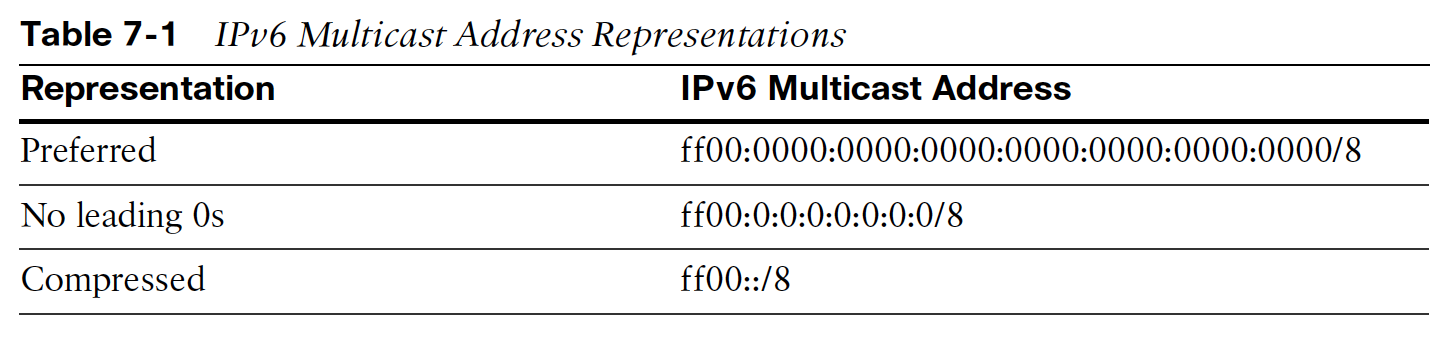 Table 7-1 IPv6 Multicast Address Representations
Representation IPv6 Multicast Address
Preferred ff00:0000:0000:0000:0000:0000:0000:0000/8
No leading 0s ff00:0:0:0:0:0:0:0/8
Compressed ff00::/8